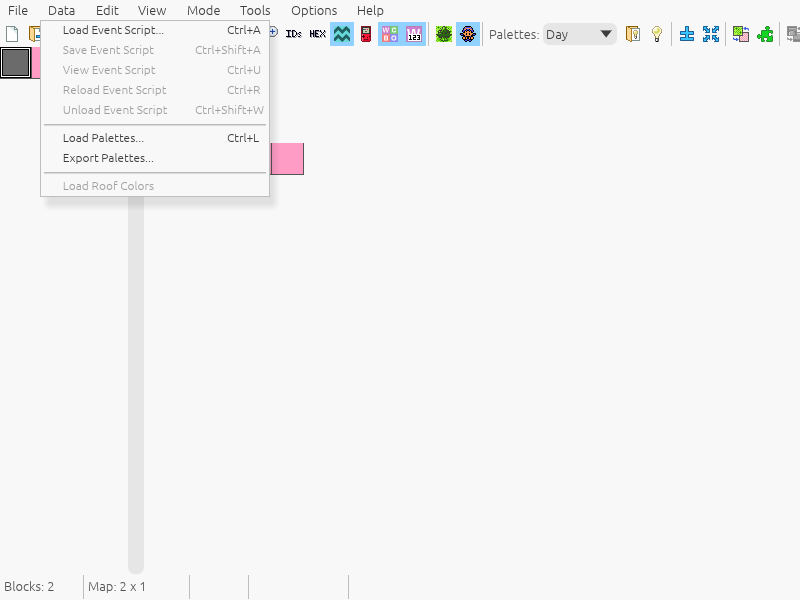 File Data Edit View Mode Tools Options Help
IDs HEX 123 Palettes: Day
Load Event Script... Ctrl+A
Save Event Script Ctrl+Shift+A
View Event Script Ctrl+U
Reload Event Script Ctrl+R
Unload Event Script Ctrl+Shift+W
Load Palettes... Ctrl+L
Export Palettes...
Load Roof Colors
Blocks: 2 Map: 2 x 1